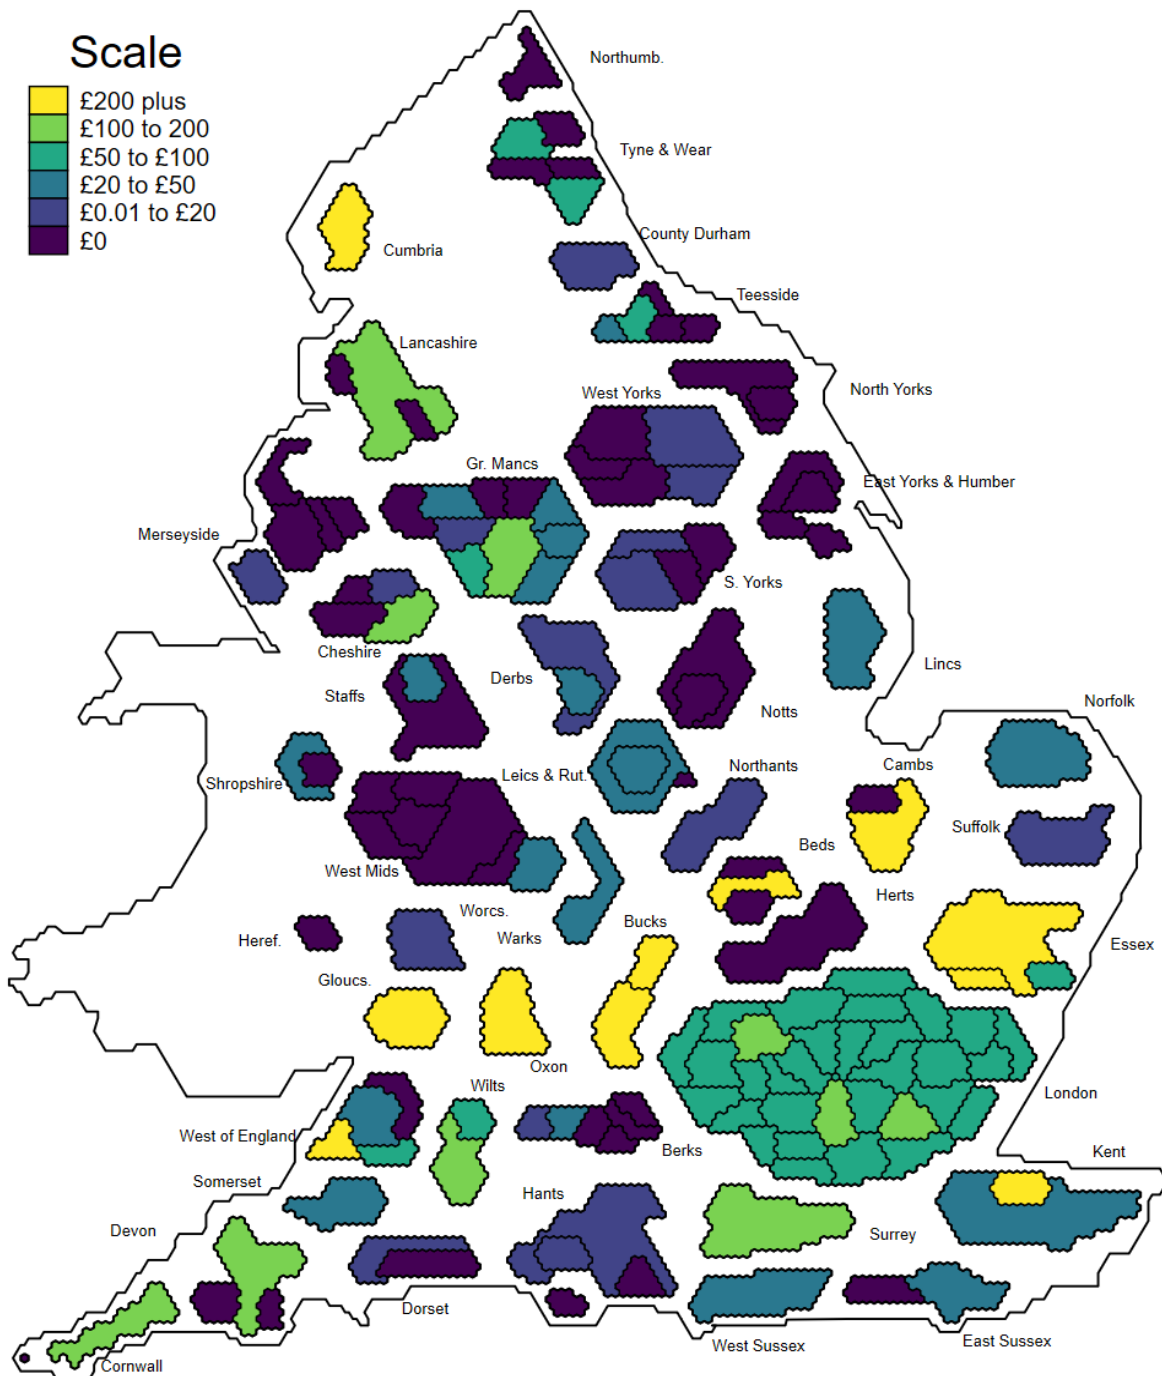 Scale
£200 plus
£100 to 200
£50 to £100
£20 to £50
£0.01 to £20
£0
Northumb.
Tyne & Wear
County Durham
Cumbria
Teesside
Lancashire
West Yorks
North Yorks
Gr. Mancs
East Yorks & Humber
Merseyside
S. Yorks
Cheshire
Lincs
Staffs
Derbs
Notts
Norfolk
Shropshire
Leics & Rut.
Northants
Cambs
Suffolk
West Mids
Beds
Herts
Worcs.
Warks
Bucks
Heref.
Essex
Gloucs.
Oxon
Wilts
London
West of England
Berks
Kent
Somerset
Hants
Devon
Surrey
Dorset
West Sussex
East Sussex
Cornwall